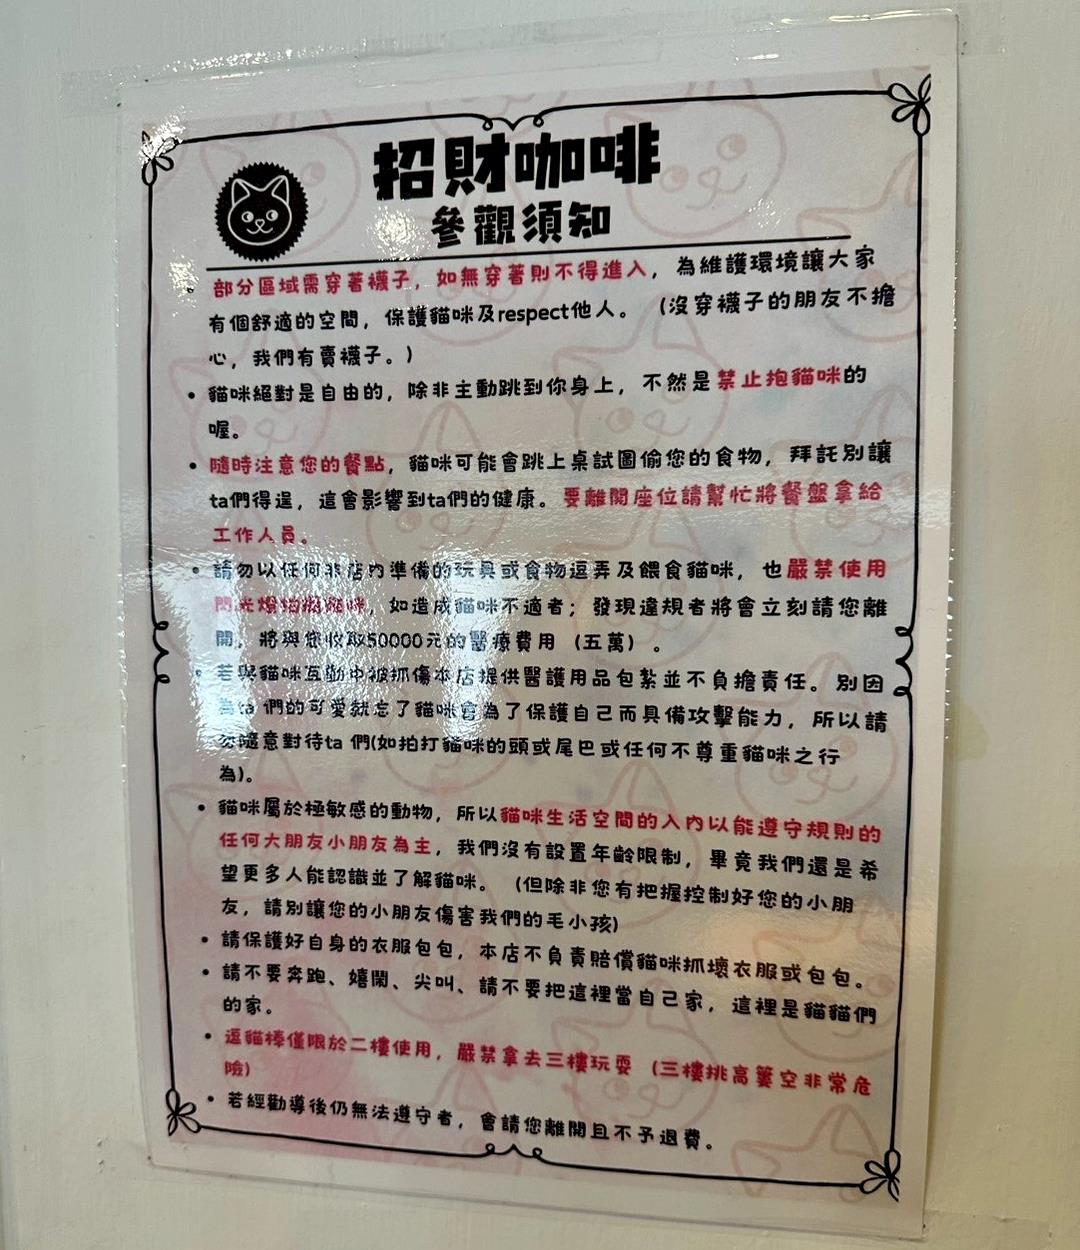 招財咖啡
參觀須知
部分區域需穿著襪子，如無穿著則不得進入，為維護環境讓大家
有個舒適的空間，保護貓咪及respect他人。（沒穿襪子的朋友不擔
心，我們有賣襪子。）
• 貓咪絕對是自由的，除非主動跳到你身上，不然是禁止抱貓咪的
喔。
• 隨時注意您的餐點，貓咪可能會跳上桌試圖偷您的食物，拜託別讓
ta們得逞，這會影響到ta們的健康。要離開座位請幫忙將餐盤拿給
工作人員。
• 請勿以任何非店內準備的玩具或食物逗弄及餵食貓咪，也嚴禁使用
閃光燈拍攝貓咪，如造成貓咪不適者；發現違規者將會立刻請您離
開，將與您收取50000元的醫療費用（五萬）。
• 若與貓咪互動中被抓傷本店提供醫護用品包紮並不負擔責任。別因
為ta 們的可愛就忘了貓咪會為了保護自己而具備攻擊能力，所以請
勿隨意對待ta 們(如拍打貓咪的頭或尾巴或任何不尊重貓咪之行
為)。
• 貓咪屬於極敏感的動物，所以貓咪生活空間的入內以能遵守規則的
任何大朋友小朋友為主，我們沒有設置年齡限制，畢竟我們還是希
望更多人能認識並了解貓咪。（但除非您有把握控制好您的小朋
友，請別讓您的小朋友傷害我們的毛小孩)
• 請保護好自身的衣服包包，本店不負責賠償貓咪抓壞衣服或包包。
• 請不要奔跑、嬉鬧、尖叫、請不要把這裡當自己家，這裡是貓貓們
的家。
• 逗貓棒僅限於二樓使用，嚴禁拿去三樓玩耍（三樓挑高簍空非常危
險）
• 若經勸導後仍無法遵守者，會請您離開且不予退費。